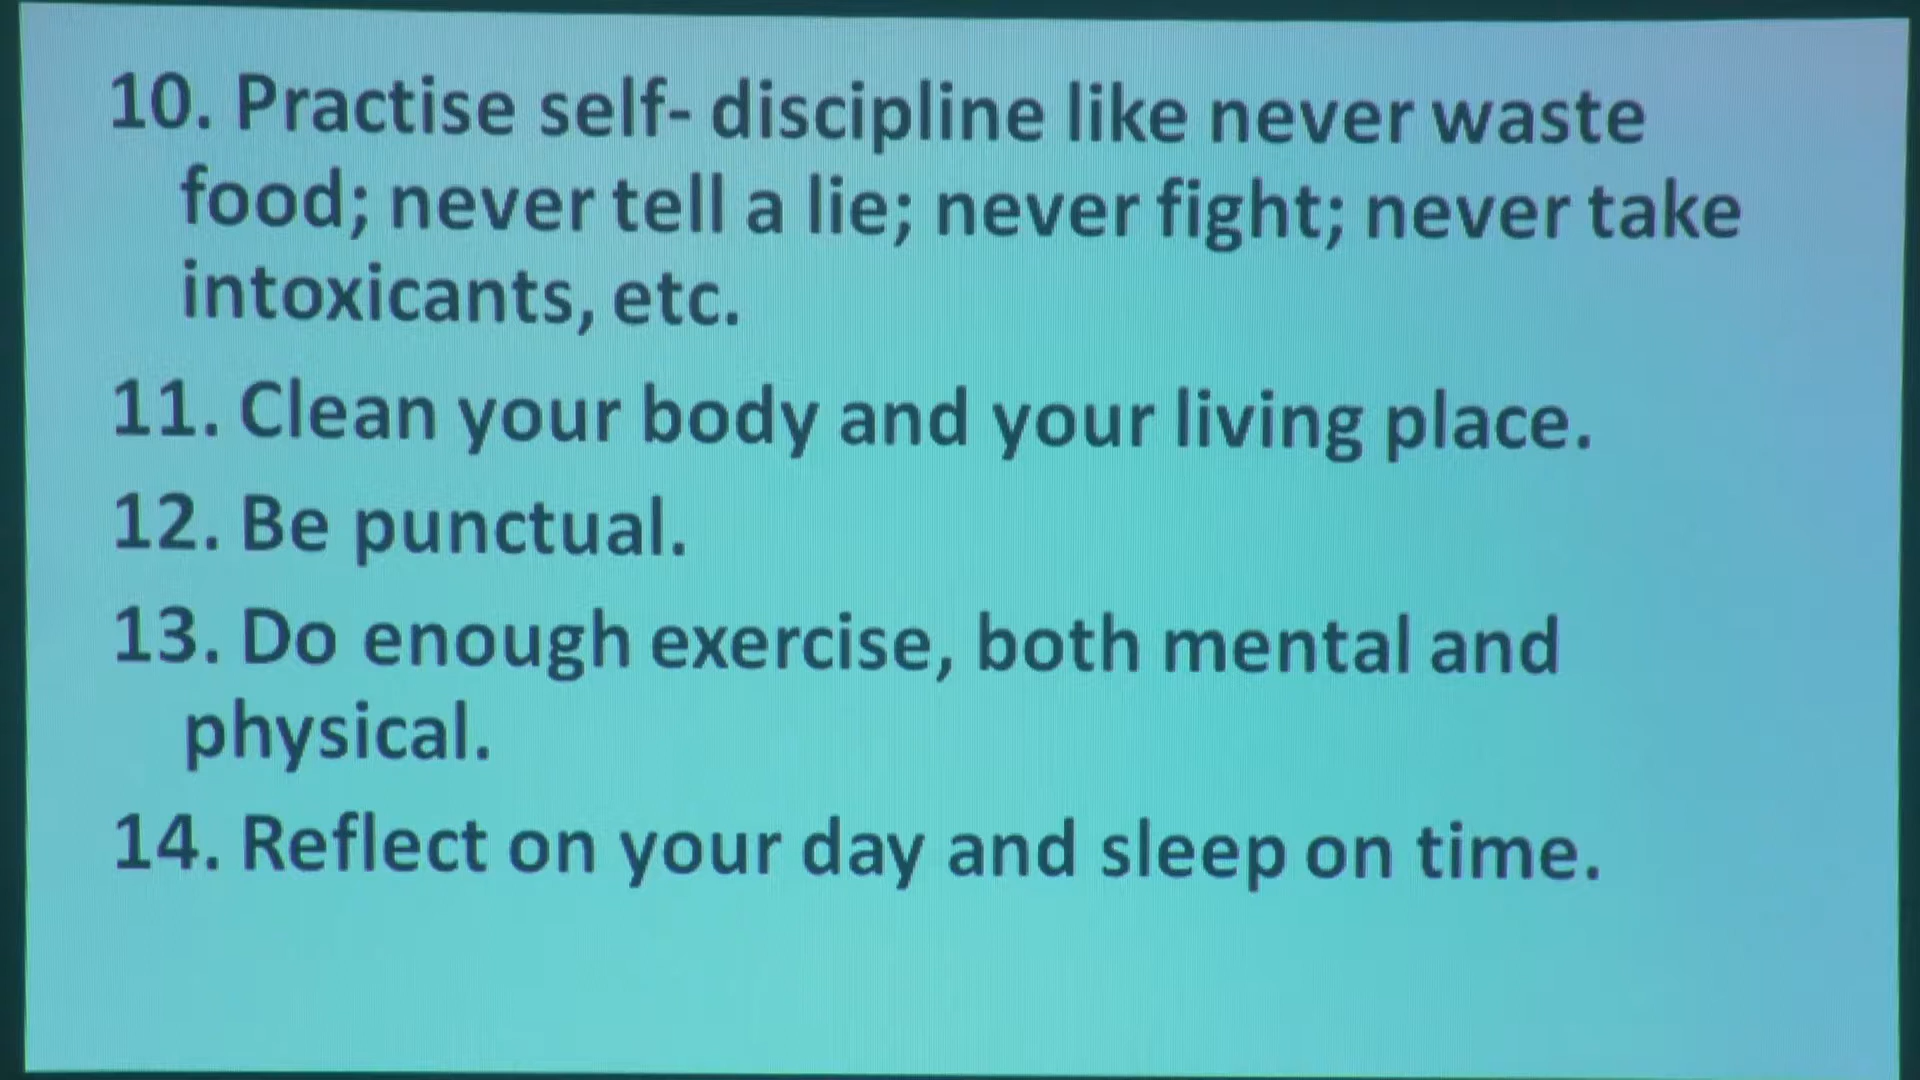 10. Practise self- discipline like never waste
food; never tell a lie; never fight; never take
intoxicants, etc.
11. Clean your body and your living place.
12. Be punctual.
13. Do enough exercise, both mental and
physical.
14. Reflect on your day and sleep on time.